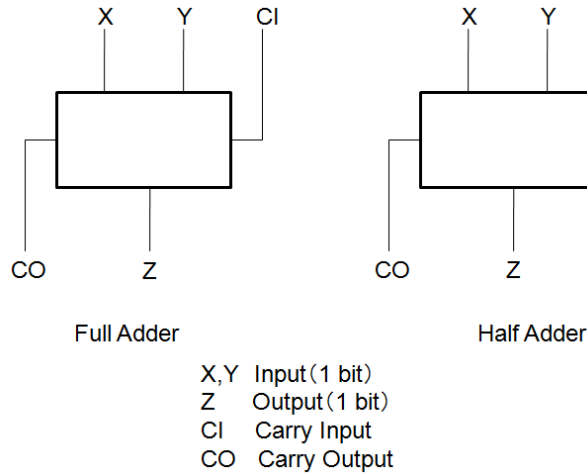 X Y CI X Y
CO Z CO Z
Full Adder Half Adder
X,Y Input（1 bit）
Z Output（1 bit）
CI Carry Input
CO Carry Output